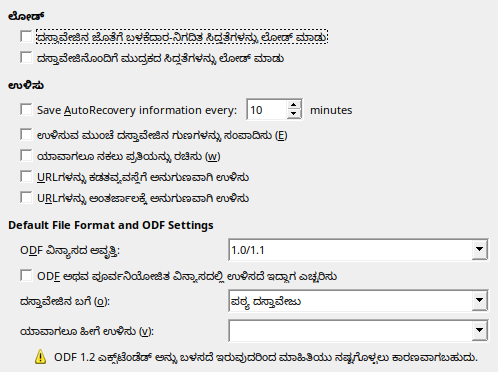 ಲೋಡ್
ದಸ್ತಾವೇಜಿನ ಜೊತೆಗೆ ಬಳಕೆದಾರ-ನಿಗದಿತ ಸಿದ್ಧತೆಗಳನ್ನು ಲೋಡ್ ಮಾಡು
ದಸ್ತಾವೇಜಿನೊಂದಿಗೆ ಮುದ್ರಕದ ಸಿದ್ಧತೆಗಳನ್ನು ಲೋಡ್ ಮಾಡು
ಉಳಿಸು
Save AutoRecovery information every: 10 minutes
ಉಳಿಸುವ ಮುಂಚೆ ದಸ್ತಾವೇಜಿನ ಗುಣಗಳನ್ನು ಸಂಪಾದಿಸು (E)
ಯಾವಾಗಲೂ ನಕಲು ಪ್ರತಿಯನ್ನು ರಚಿಸು (w)
URLಗಳನ್ನು ಕಡತವ್ಯವಸ್ಥೆಗೆ ಅನುಗುಣವಾಗಿ ಉಳಿಸು
URLಗಳನ್ನು ಅಂತರ್ಜಾಲಕ್ಕೆ ಅನುಗುಣವಾಗಿ ಉಳಿಸು
Default File Format and ODF Settings
ODF ವಿನ್ಯಾಸದ ಅವೃತ್ತಿ: 1.0/1.1
ODF ಅಥವ ಪೂರ್ವನಿಯೋಜಿತ ವಿನ್ಯಾಸದಲ್ಲಿ ಉಳಿಸದೆ ಇದ್ದಾಗ ಎಚ್ಚರಿಸು
ದಸ್ತಾವೇಜಿನ ಬಗೆ (o): ಪಠ್ಯ ದಸ್ತಾವೇಜು
ಯಾವಾಗಲೂ ಹೀಗೆ ಉಳಿಸು (v):
ODF 1.2 ಎಕ್ಸ್‌ಟೆಂಡೆಡ್ ಅನ್ನು ಬಳಸದೆ ಇರುವುದರಿಂದ ಮಾಹಿತಿಯು ನಷ್ಟಗೊಳ್ಳಲು ಕಾರಣವಾಗಬಹುದು.